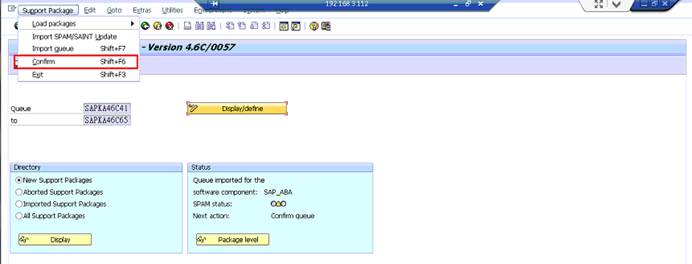 192.168.3.112
Support Package Edit Goto Extras Utilities
Load packages
Import SPAM/SAINT Update
Import queue Shift+F7
- Version 4.6C/0057
Confirm Shift+F6
Exit Shift+F3
Queue SAPKA46C41 Display/define
to SAPKA46C65
Directory
New Support Packages
Aborted Support Packages
Imported Support Packages
All Support Packages
Display
Status
Queue imported for the
software component: SAP_ABA
SPAM status:
Next action: Confirm queue
Package level